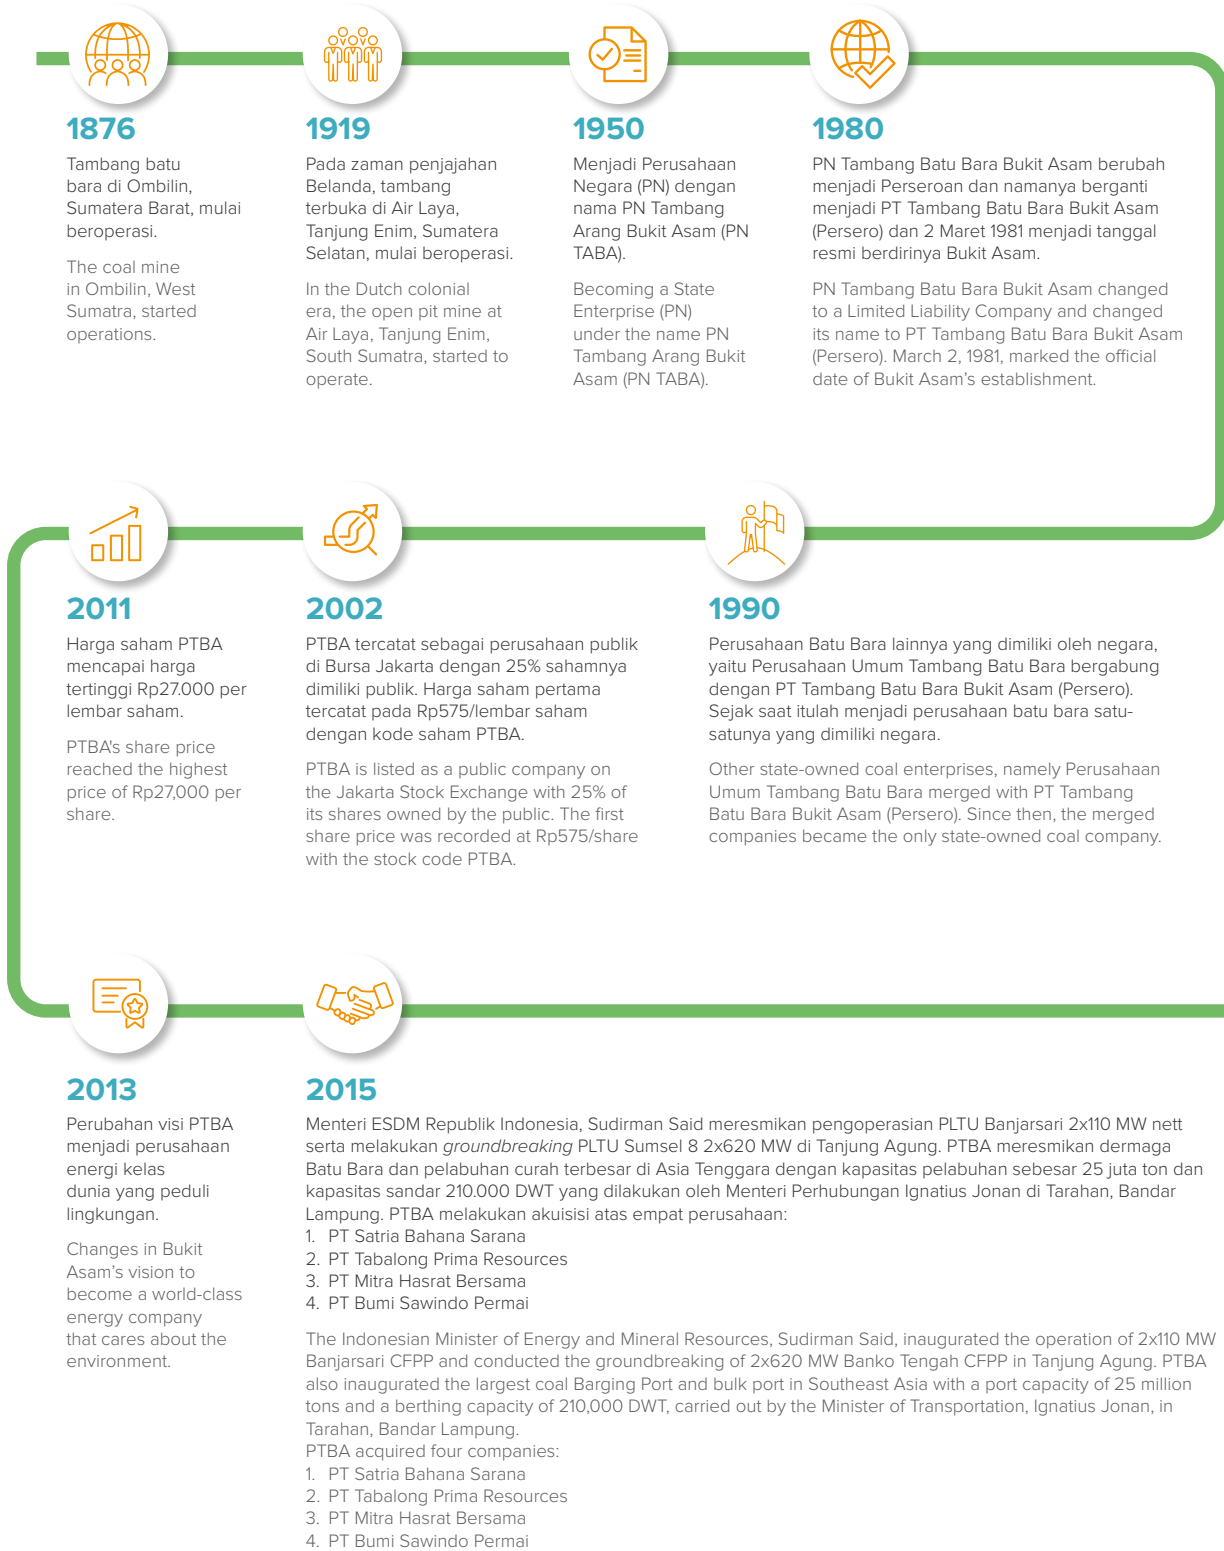 1876
Tambang batu
bara di Ombilin,
Sumatera Barat, mulai
beroperasi.
The coal mine
in Ombilin, West
Sumatra, started
operations.
1919
Pada zaman penjajahan
Belanda, tambang
terbuka di Air Laya,
Tanjung Enim, Sumatera
Selatan, mulai beroperasi.
In the Dutch colonial
era, the open pit mine at
Air Laya, Tanjung Enim,
South Sumatra, started to
operate.
1950
Menjadi Perusahaan
Negara (PN) dengan
nama PN Tambang
Arang Bukit Asam (PN
TABA).
Becoming a State
Enterprise (PN)
under the name PN
Tambang Arang Bukit
Asam (PN TABA).
1980
PN Tambang Batu Bara Bukit Asam berubah
menjadi Perseroan dan namanya berganti
menjadi PT Tambang Batu Bara Bukit Asam
(Persero) dan 2 Maret 1981 menjadi tanggal
resmi berdirinya Bukit Asam.
PN Tambang Batu Bara Bukit Asam changed
to a Limited Liability Company and changed
its name to PT Tambang Batu Bara Bukit Asam
(Persero). March 2, 1981, marked the official
date of Bukit Asam’s establishment.
2011
Harga saham PTBA
mencapai harga
tertinggi Rp27.000 per
lembar saham.
PTBA's share price
reached the highest
price of Rp27,000 per
share.
2002
PTBA tercatat sebagai perusahaan publik
di Bursa Jakarta dengan 25% sahamnya
dimiliki publik. Harga saham pertama
tercatat pada Rp575/lembar saham
dengan kode saham PTBA.
PTBA is listed as a public company on
the Jakarta Stock Exchange with 25% of
its shares owned by the public. The first
share price was recorded at Rp575/share
with the stock code PTBA.
1990
Perusahaan Batu Bara lainnya yang dimiliki oleh negara,
yaitu Perusahaan Umum Tambang Batu Bara bergabung
dengan PT Tambang Batu Bara Bukit Asam (Persero).
Sejak saat itulah menjadi perusahaan batu bara satu-
satunya yang dimiliki negara.
Other state-owned coal enterprises, namely Perusahaan
Umum Tambang Batu Bara merged with PT Tambang
Batu Bara Bukit Asam (Persero). Since then, the merged
companies became the only state-owned coal company.
2013
Perubahan visi PTBA
menjadi perusahaan
energi kelas
dunia yang peduli
lingkungan.
Changes in Bukit
Asam’s vision to
become a world-class
energy company
that cares about the
environment.
2015
Menteri ESDM Republik Indonesia, Sudirman Said meresmikan pengoperasian PLTU Banjarsari 2x110 MW nett
serta melakukan groundbreaking PLTU Sumsel 8 2x620 MW di Tanjung Agung. PTBA meresmikan dermaga
Batu Bara dan pelabuhan curah terbesar di Asia Tenggara dengan kapasitas pelabuhan sebesar 25 juta ton dan
kapasitas sandar 210.000 DWT yang dilakukan oleh Menteri Perhubungan Ignatius Jonan di Tarahan, Bandar
Lampung. PTBA melakukan akuisisi atas empat perusahaan:
1. PT Satria Bahana Sarana
2. PT Tabalong Prima Resources
3. PT Mitra Hasrat Bersama
4. PT Bumi Sawindo Permai
The Indonesian Minister of Energy and Mineral Resources, Sudirman Said, inaugurated the operation of 2x110 MW
Banjarsari CFPP and conducted the groundbreaking of 2x620 MW Banko Tengah CFPP in Tanjung Agung. PTBA
also inaugurated the largest coal Barging Port and bulk port in Southeast Asia with a port capacity of 25 million
tons and a berthing capacity of 210,000 DWT, carried out by the Minister of Transportation, Ignatius Jonan, in
Tarahan, Bandar Lampung.
PTBA acquired four companies:
1. PT Satria Bahana Sarana
2. PT Tabalong Prima Resources
3. PT Mitra Hasrat Bersama
4. PT Bumi Sawindo Permai